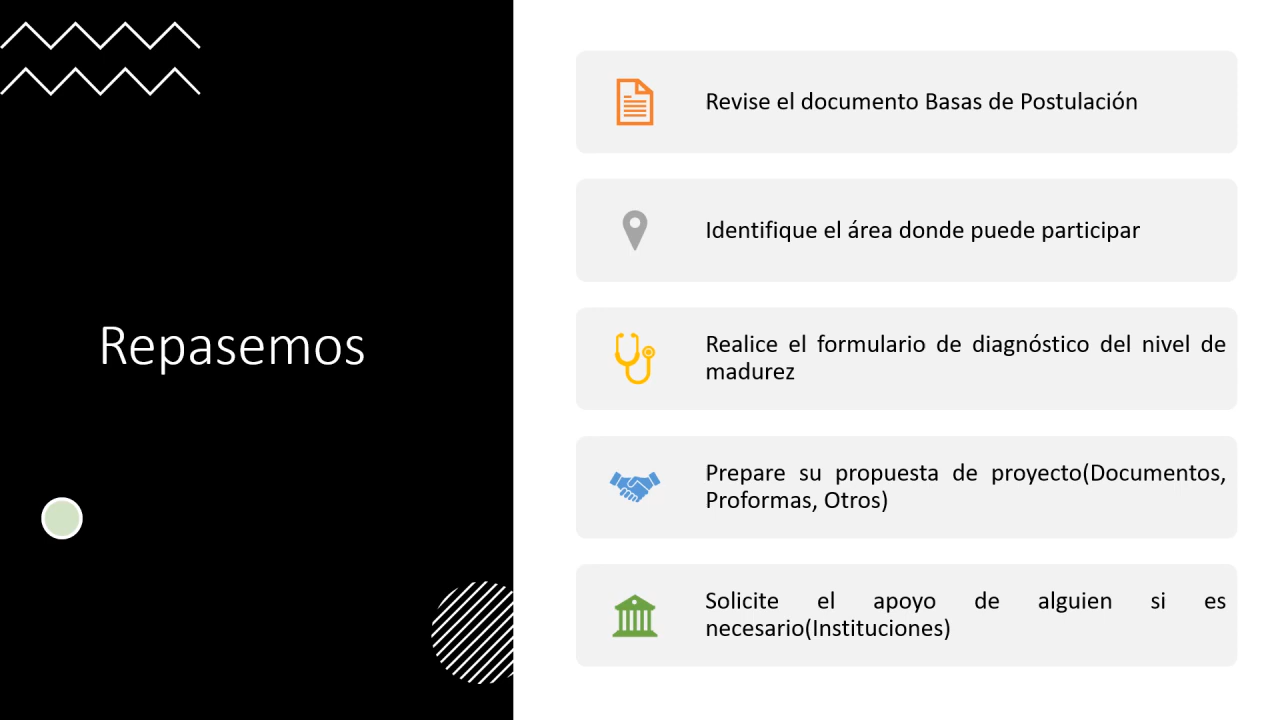 Repasemos
Revise el documento Basas de Postulación
Identifique el área donde puede participar
Realice el formulario de diagnóstico del nivel de
madurez
Prepare su propuesta de proyecto(Documentos,
Proformas, Otros)
Solicite el apoyo de alguien si es
necesario(Instituciones)